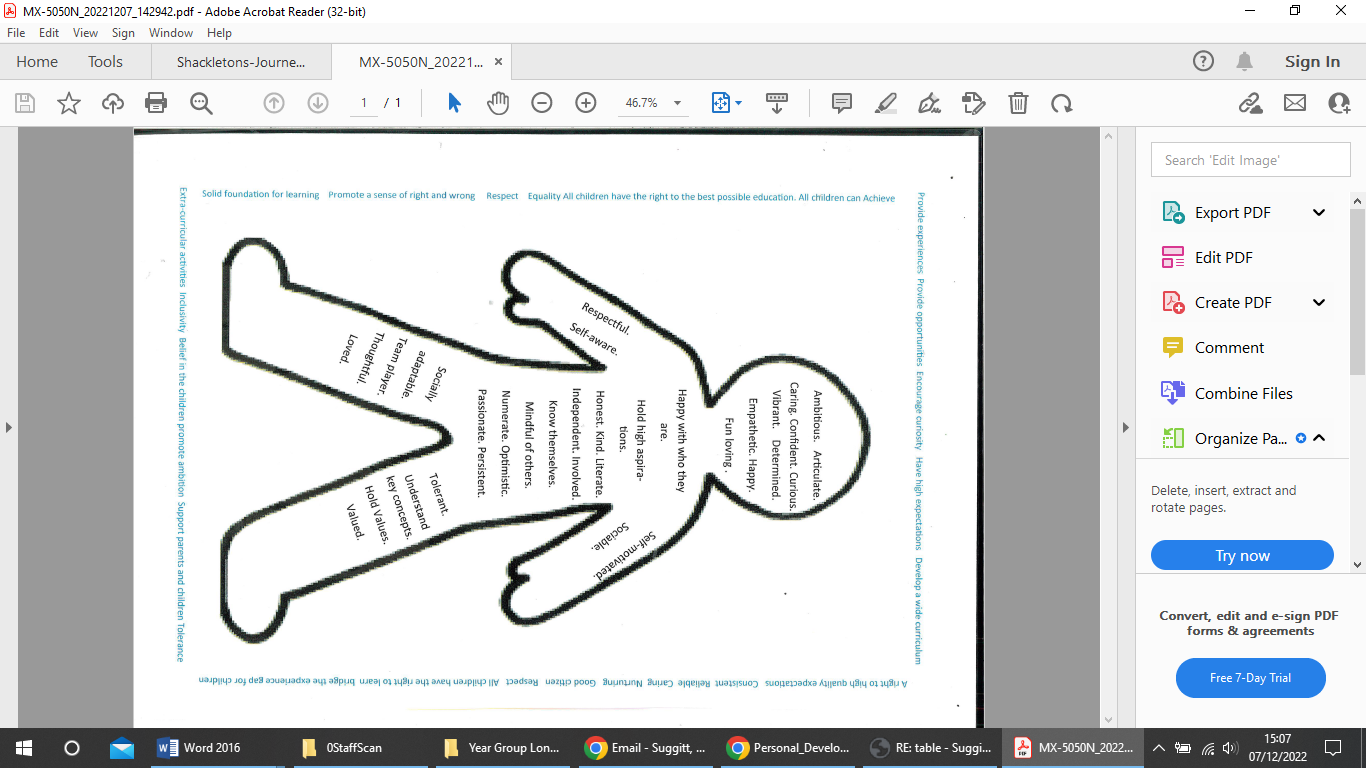 MX-5050N_20221207_142942.pdf - Adobe Acrobat Reader (32-bit)
File Edit View Sign Window Help
Home Tools Shackletons-Journe... MX-5050N_20221... × Sign In
1 / 1 46.7%
Solid foundation for learning Promote a sense of right and wrong Respect Equality All children have the right to the best possible education. All children can Achieve
Provide experiences Provide opportunities Encourage curiosity Have high expectations Develop a wide curriculum
A right to high quality expectations Consistent Reliable Caring Nurturing Good citizen Respect All children have the right to learn bridge the experience gap for children
Extra-curricular activities Inclusivity Belief in the children promote ambition Support parents and children Tolerance
Ambitious. Articulate.
Caring. Confident. Curious.
Vibrant. Determined.
Empathetic. Happy.
Fun loving .
Happy with who they
are.
Hold high aspira-
tions.
Honest. Kind. Literate.
Independent. Involved.
Know themselves.
Mindful of others.
Numerate. Optimistic.
Passionate. Persistent.
Respectful.
Self-aware.
Self-motivated.
Sociable.
Socially
adaptable.
Team player.
Thoughtful.
Loved.
Tolerant.
Understand
key concepts.
Hold Values.
Valued.
Search 'Edit Image'
Export PDF
Edit PDF
Create PDF
Comment
Combine Files
Organize Pa...
Delete, insert, extract and
rotate pages.
Try now
Convert, edit and e-sign PDF
forms & agreements
Free 7-Day Trial
Word 2016 0StaffScan Year Group Lon... Email - Suggitt, ... Personal_Develo... RE: table - Suggi... MX-5050N_2022...
15:07
07/12/2022